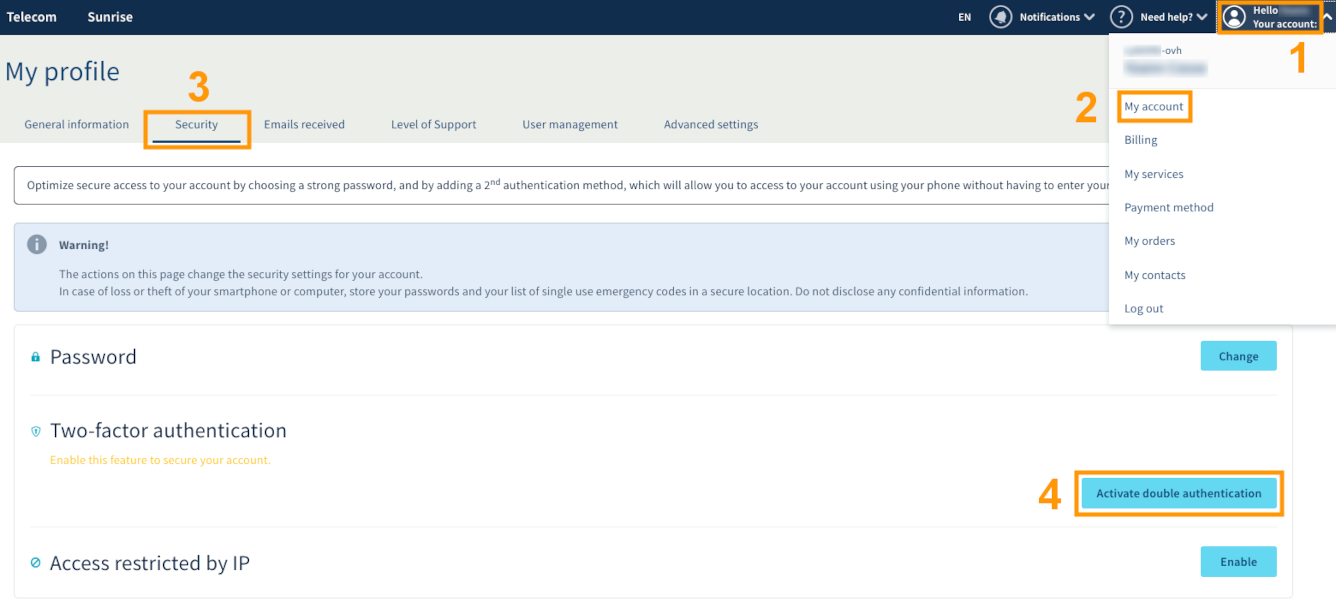 Telecom Sunrise EN Notifications Need help? Hello
Your account:
1
-ovh
My profile
3
2
My account
General information Security Emails received Level of Support User management Advanced settings
Billing
My services
Payment method
My orders
My contacts
Log out
Optimize secure access to your account by choosing a strong password, and by adding a 2nd authentication method, which will allow you to access to your account using your phone without having to enter your
Warning!
The actions on this page change the security settings for your account.
In case of loss or theft of your smartphone or computer, store your passwords and your list of single use emergency codes in a secure location. Do not disclose any confidential information.
Password
Change
Two-factor authentication
Enable this feature to secure your account.
4
Activate double authentication
Access restricted by IP
Enable